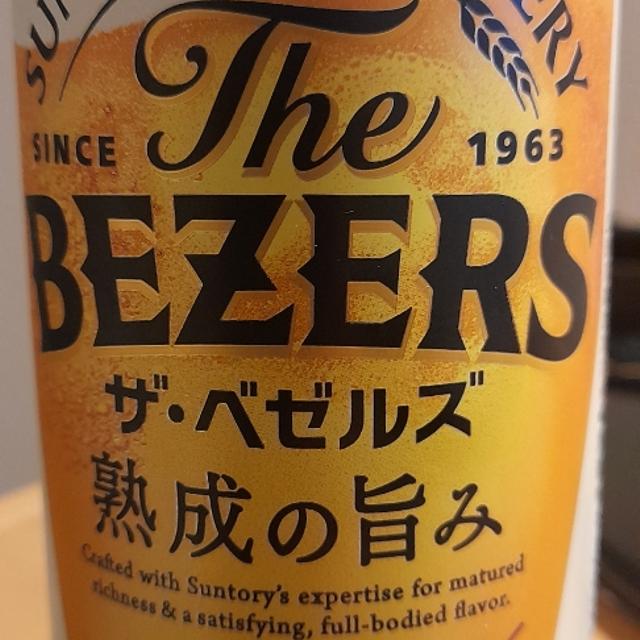 The
SINCE 1963
BEZERS
ザ・ベゼルズ
熟成の旨み
Crafted with Suntory's expertise for matured
richness & a satisfying, full-bodied flavor.